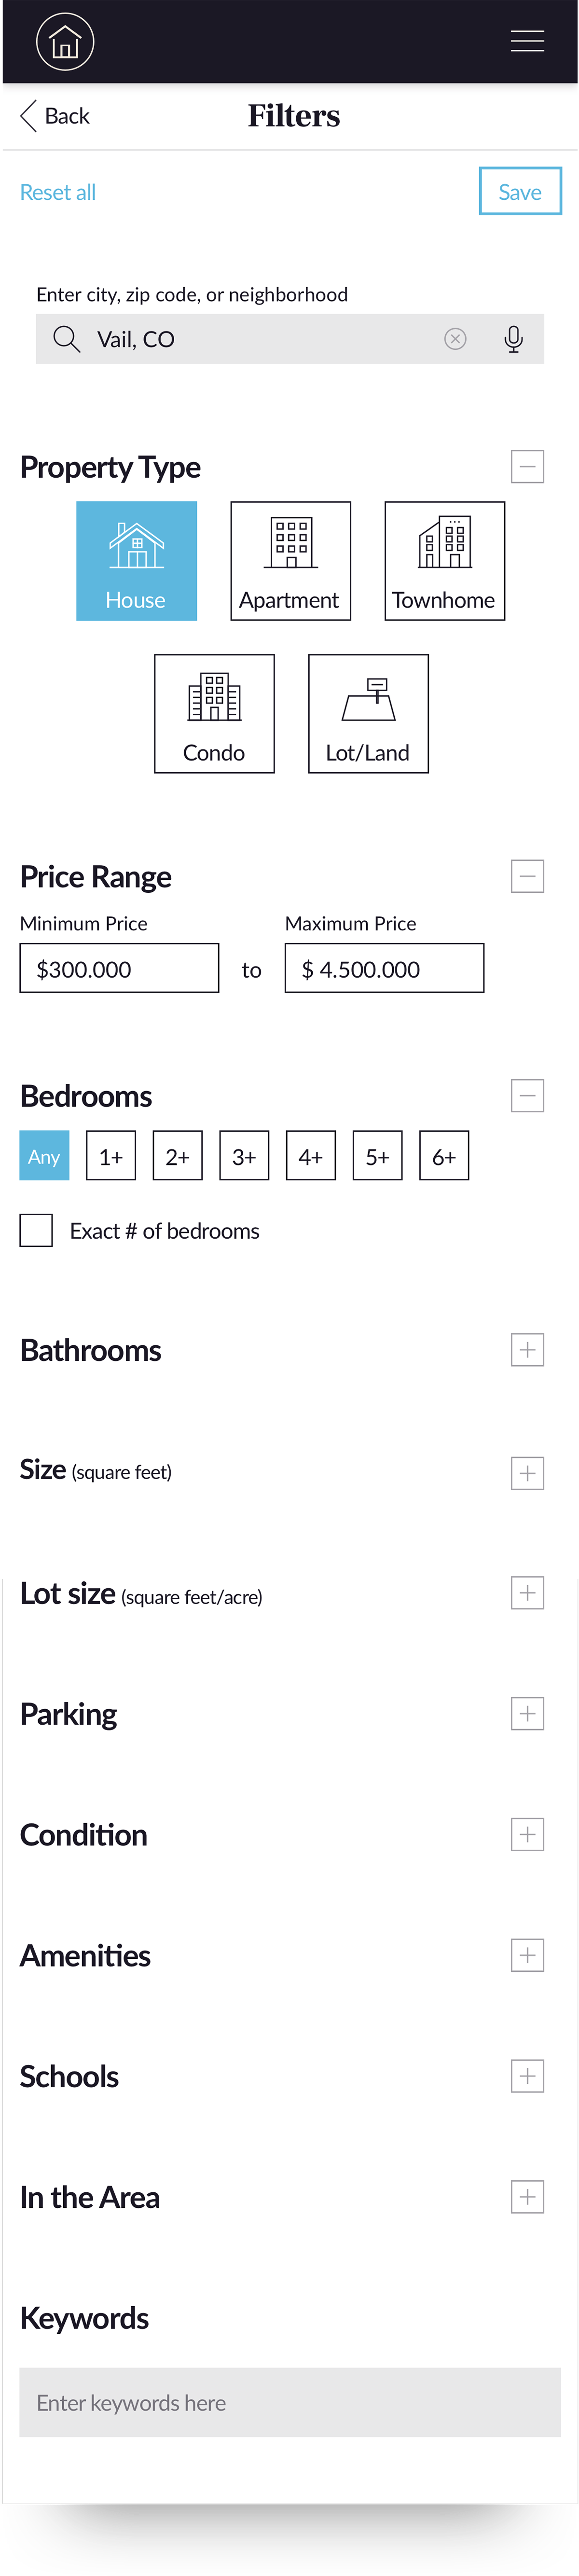 Back
Filters
Reset all
Save
Enter city, zip code, or neighborhood
Vail, CO
Property Type
House
Apartment
Townhome
Condo
Lot/Land
Price Range
Minimum Price
Maximum Price
$300.000
to
$ 4.500.000
Bedrooms
Any
1+
2+
3+
4+
5+
6+
Exact # of bedrooms
Bathrooms
Size (square feet)
Lot size (square feet/acre)
Parking
Condition
Amenities
Schools
In the Area
Keywords
Enter keywords here